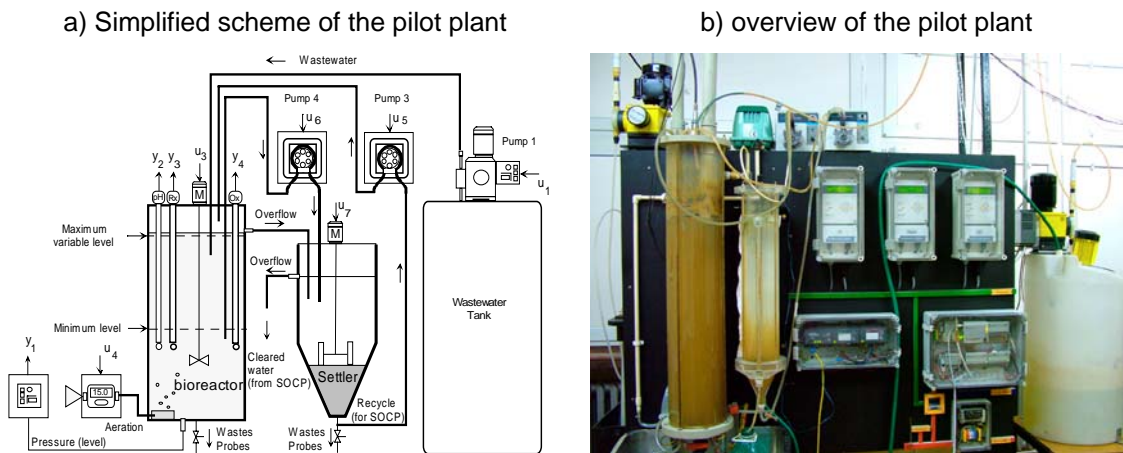 a) Simplified scheme of the pilot plant
b) overview of the pilot plant
Wastewater
Pump 4
Pump 3
u6
u5
Pump 1
u1
y2
y3
u3
y4
pH
Rx
M
Ox
Overflow
u7
M
Maximum
variable level
Overflow
Wastewater
Tank
Minimum level
y1
u4
Cleared
water
(from SOCP)
bioreactor
Settler
15.0
Recycle
(for SOCP)
Aeration
Pressure (level)
Wastes
Probes
Wastes
Probes